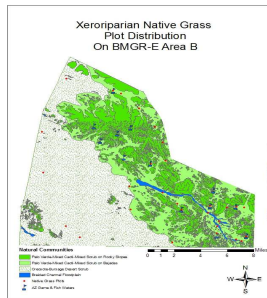 Xeroriparian Native Grass
Plot Distribution
On BMGR-E Area B
Natural Communities
Palo Verde-Mixed Cacti-Mixed Scrub on Rocky Slopes
Palo Verde-Mixed Cacti-Mixed Scrub on Bajadas
Creosote-Bursage Desert Scrub
Braided Channel Floodplain
Native Grass Plots
AZ Game & Fish Waters
0 2 4 6 8
Miles
N
W
E
S